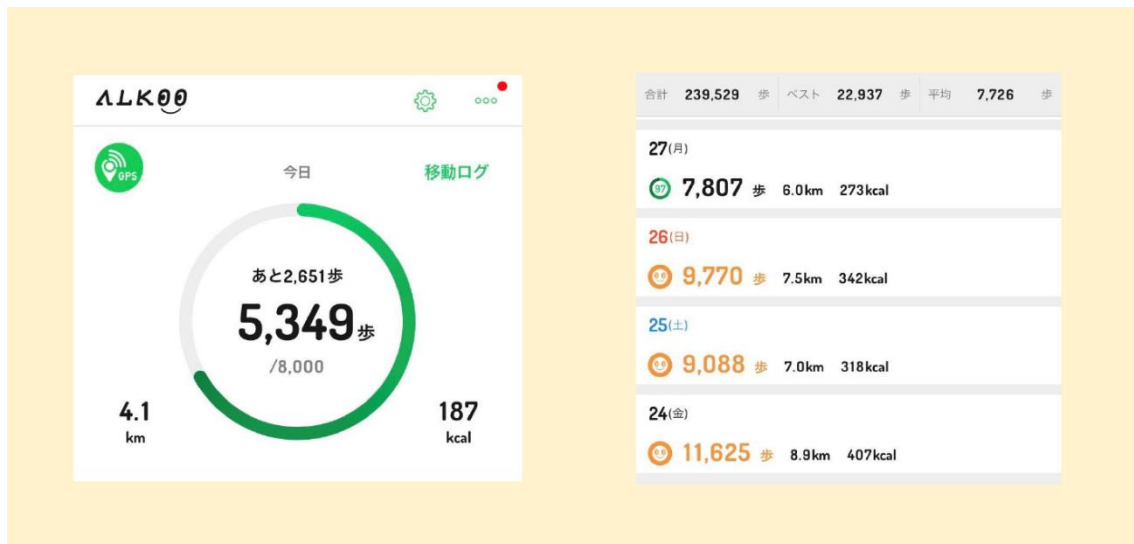 ALKOO
GPS
今日
移動ログ
あと2,651歩
5,349歩
/8,000
4.1
km
187
kcal
合計 239,529 歩 ベスト 22,937 歩 平均 7,726 歩
27(月)
97 7,807 歩 6.0km 273kcal
26(日)
9,770 歩 7.5km 342kcal
25(土)
9,088 歩 7.0km 318kcal
24(金)
11,625 歩 8.9km 407kcal